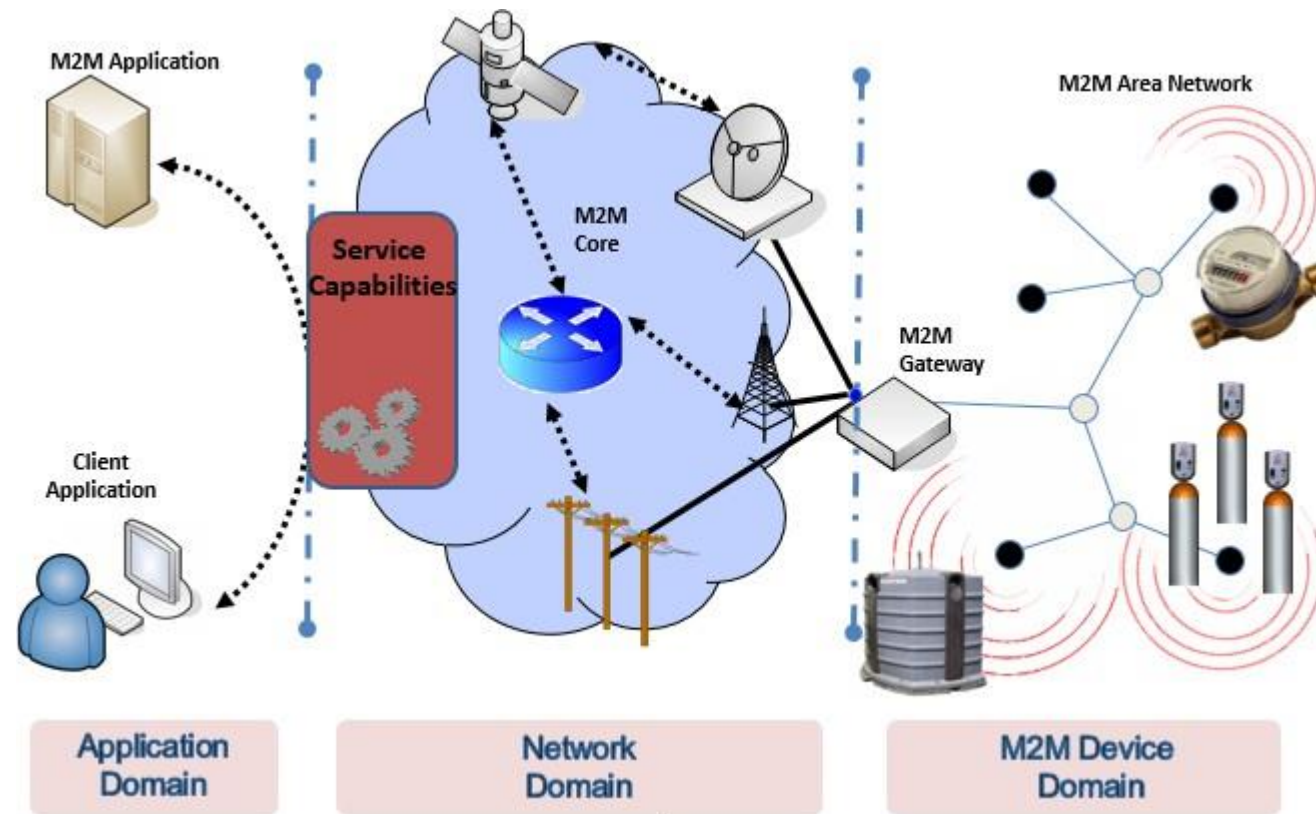 M2M Application
M2M Area Network
M2M
Core
Service
Capabilities
M2M
Gateway
Client
Application
Application
Domain
Network
Domain
M2M Device
Domain